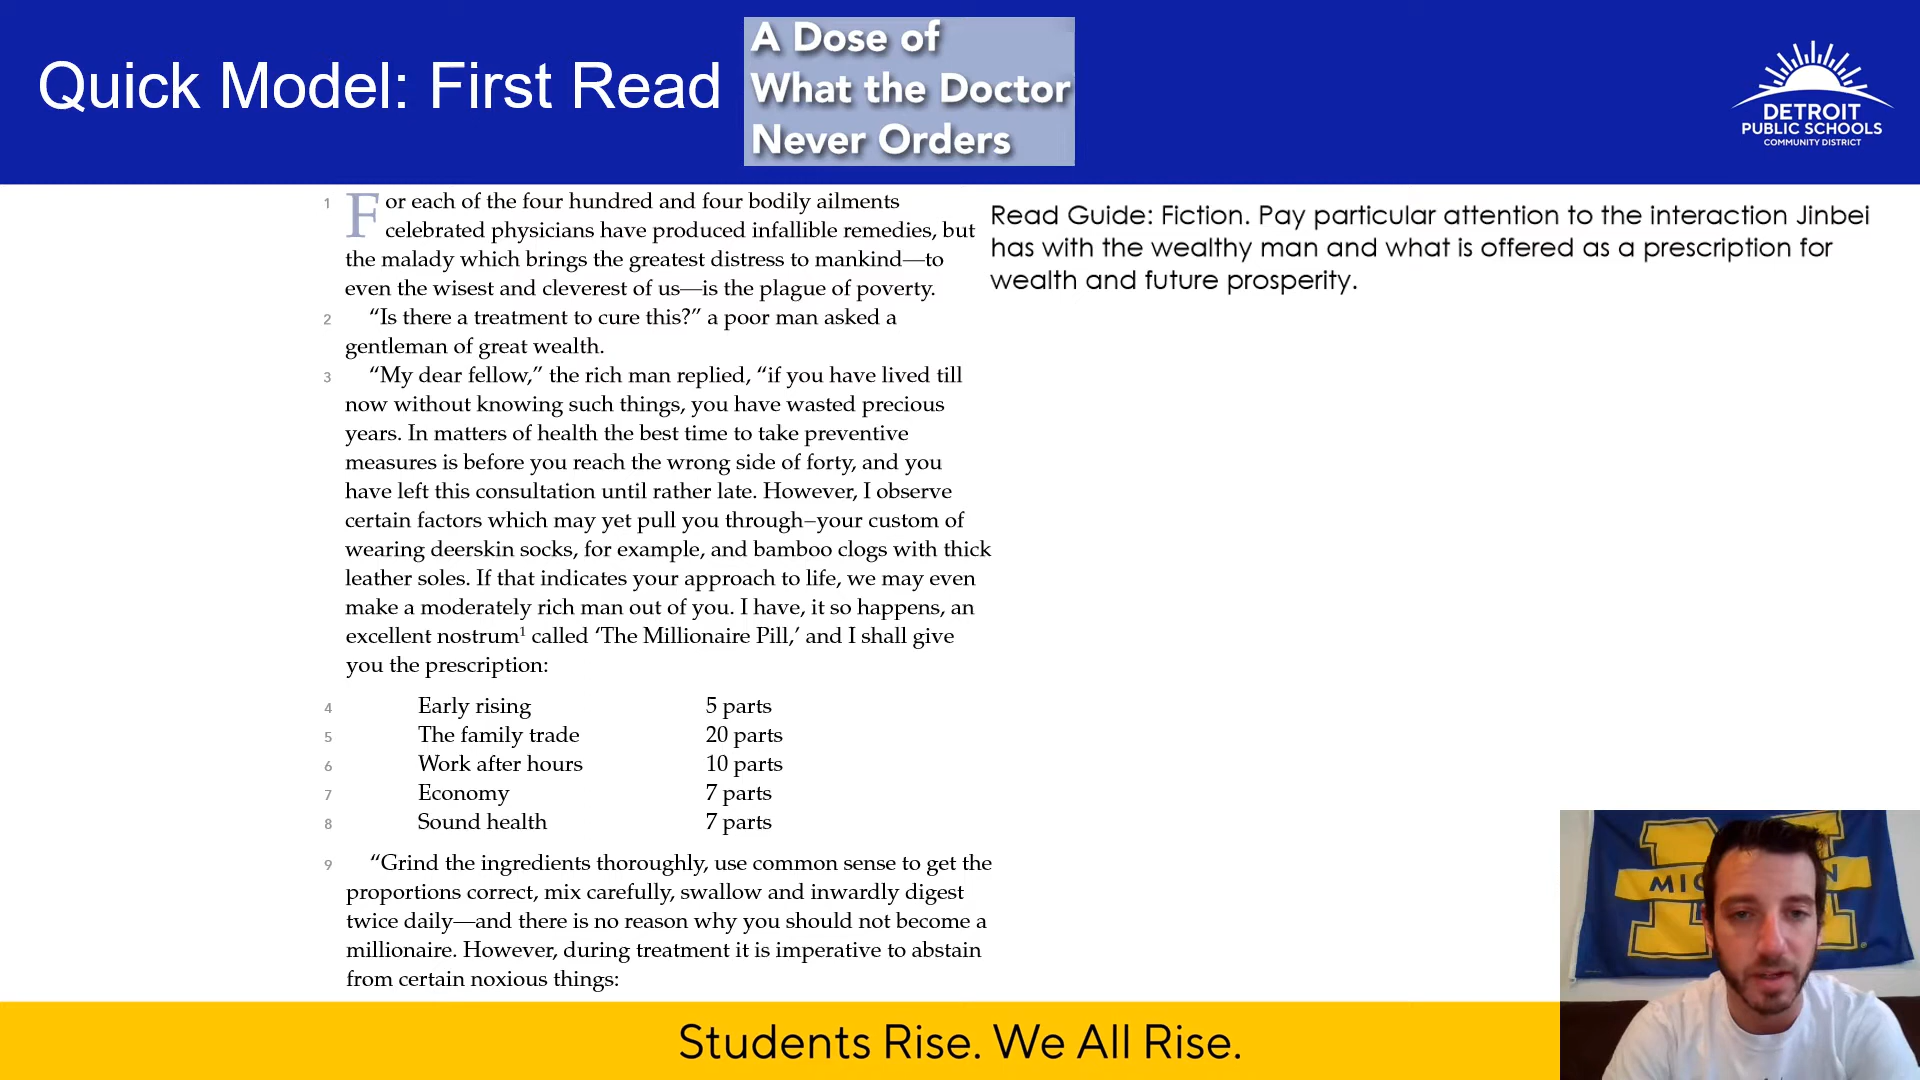 Quick Model: First Read
A Dose of
What the Doctor
Never Orders
DETROIT
PUBLIC SCHOOLS
COMMUNITY DISTRICT
1 For each of the four hundred and four bodily ailments
celebrated physicians have produced infallible remedies, but
the malady which brings the greatest distress to mankind—to
even the wisest and cleverest of us—is the plague of poverty.
2 “Is there a treatment to cure this?” a poor man asked a
gentleman of great wealth.
3 “My dear fellow,” the rich man replied, “if you have lived till
now without knowing such things, you have wasted precious
years. In matters of health the best time to take preventive
measures is before you reach the wrong side of forty, and you
have left this consultation until rather late. However, I observe
certain factors which may yet pull you through–your custom of
wearing deerskin socks, for example, and bamboo clogs with thick
leather soles. If that indicates your approach to life, we may even
make a moderately rich man out of you. I have, it so happens, an
excellent nostrum¹ called ‘The Millionaire Pill,’ and I shall give
you the prescription:
4 Early rising 5 parts
5 The family trade 20 parts
6 Work after hours 10 parts
7 Economy 7 parts
8 Sound health 7 parts
9 “Grind the ingredients thoroughly, use common sense to get the
proportions correct, mix carefully, swallow and inwardly digest
twice daily—and there is no reason why you should not become a
millionaire. However, during treatment it is imperative to abstain
from certain noxious things:
Read Guide: Fiction. Pay particular attention to the interaction Jinbei
has with the wealthy man and what is offered as a prescription for
wealth and future prosperity.
Students Rise. We All Rise.